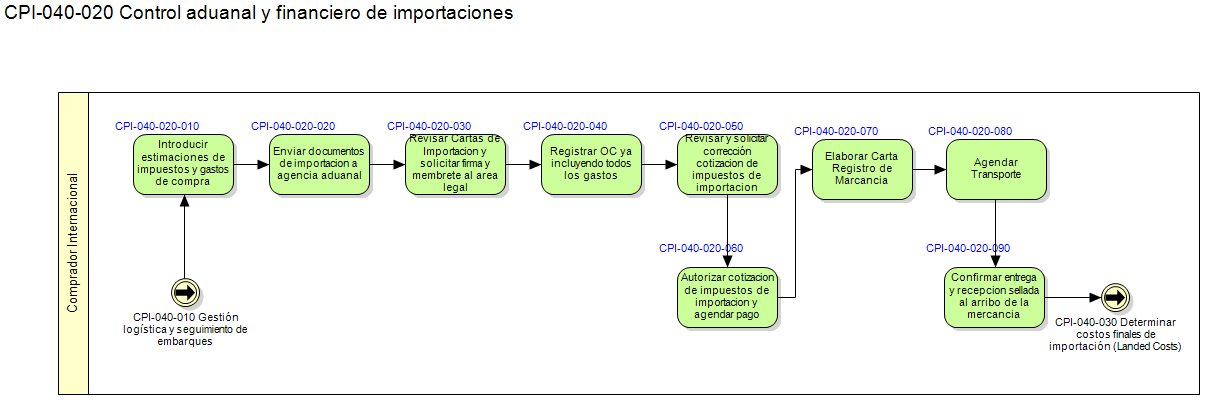 CPI-040-020 Control aduanal y financiero de importaciones
Comprador Internacional
CPI-040-020-010
Introducir
estimaciones de
impuestos y gastos
de compra
CPI-040-020-020
Enviar documentos
de importacion a
agencia aduanal
CPI-040-020-030
Revisar Cartas de
Importacion y
solicitar firma y
membrete al area
legal
CPI-040-020-040
Registrar OC ya
incluyendo todos
los gastos
CPI-040-020-050
Revisar y solicitar
corrección
cotizacion de
impuestos de
importacion
CPI-040-020-060
Autorizar cotizacion
de impuestos de
importacion y
agendar pago
CPI-040-020-070
Elaborar Carta
Registro de
Marcancia
CPI-040-020-080
Agendar
Transporte
CPI-040-020-090
Confirmar entrega
y recepcion sellada
al arribo de la
mercancia
CPI-040-010 Gestión
logística y seguimiento de
embarques
CPI-040-030 Determinar
costos finales de
importación (Landed Costs)